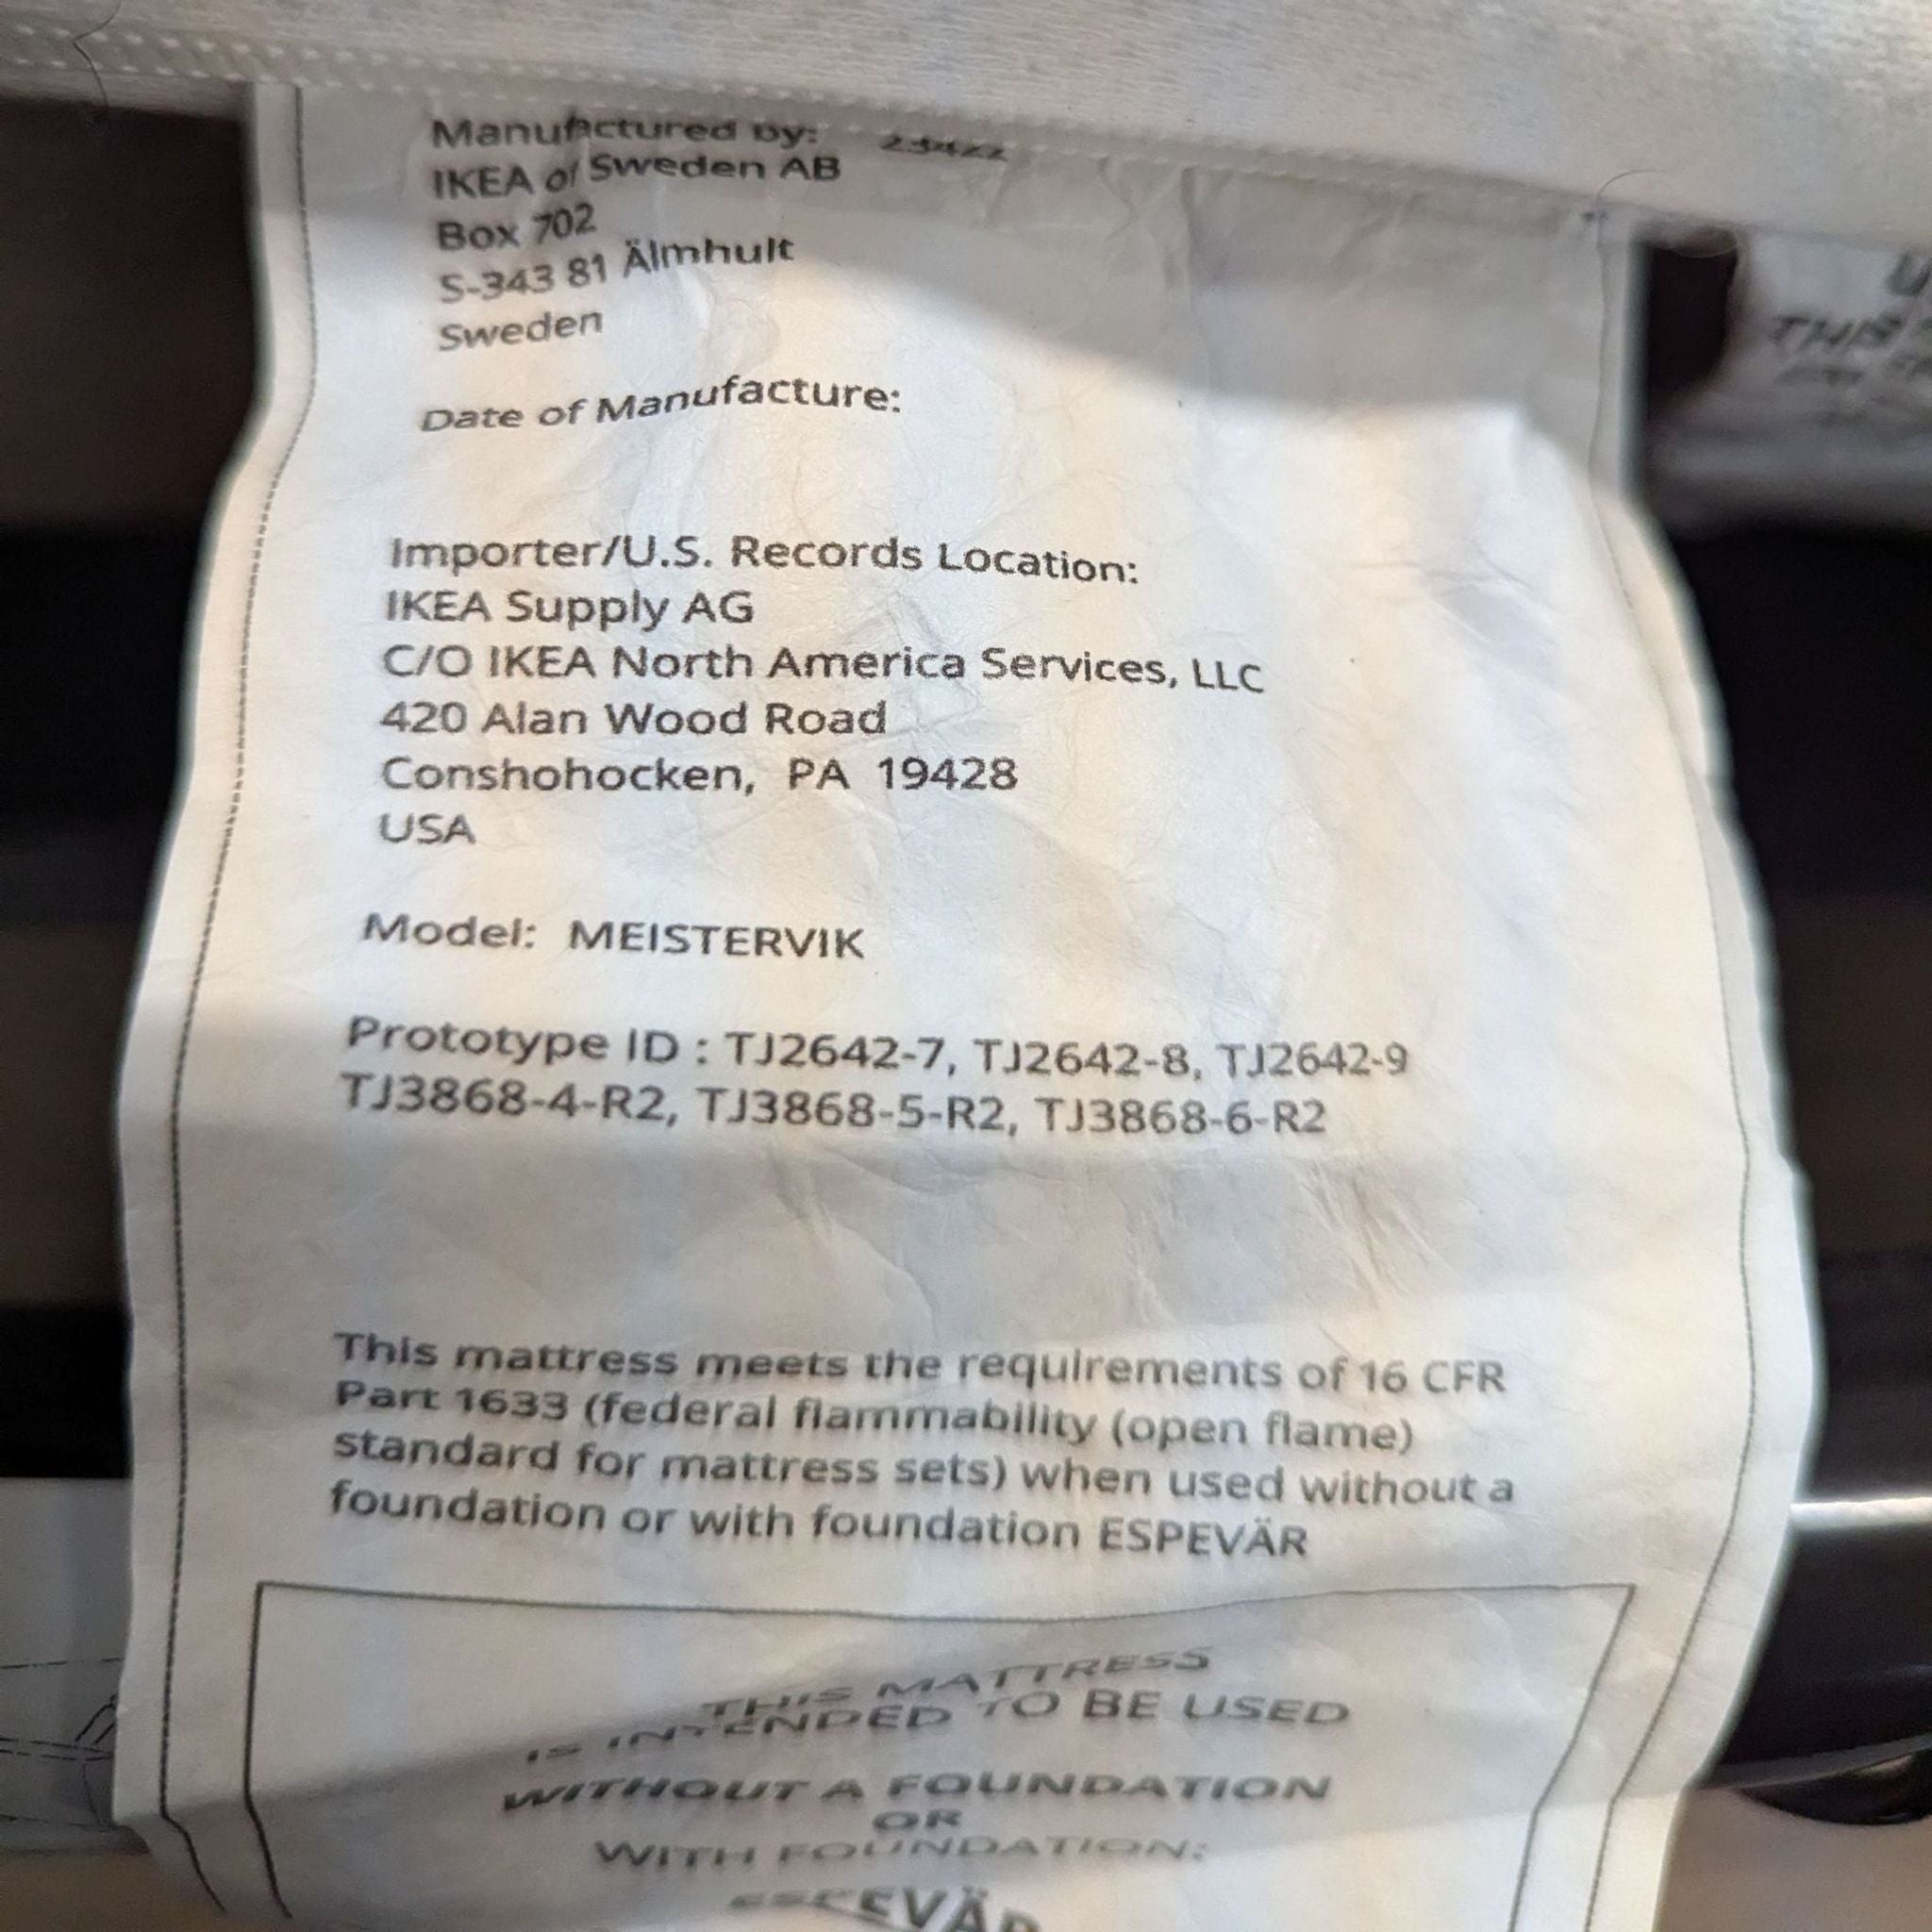 Manufactured by: 23422
IKEA of Sweden AB
Box 702
S-343 81 Älmhult
Sweden
Date of Manufacture:
Importer/U.S. Records Location:
IKEA Supply AG
C/O IKEA North America Services, LLC
420 Alan Wood Road
Conshohocken, PA 19428
USA
Model: MEISTERVIK
Prototype ID : TJ2642-7, TJ2642-8, TJ2642-9
TJ3868-4-R2, TJ3868-5-R2, TJ3868-6-R2
This mattress meets the requirements of 16 CFR
Part 1633 (federal flammability (open flame)
standard for mattress sets) when used without a
foundation or with foundation ESPEVÄR
THIS MATTRESS
IS INTENDED TO BE USED
WITHOUT A FOUNDATION
OR
WITH FOUNDATION:
ESPEVÄR
THIS